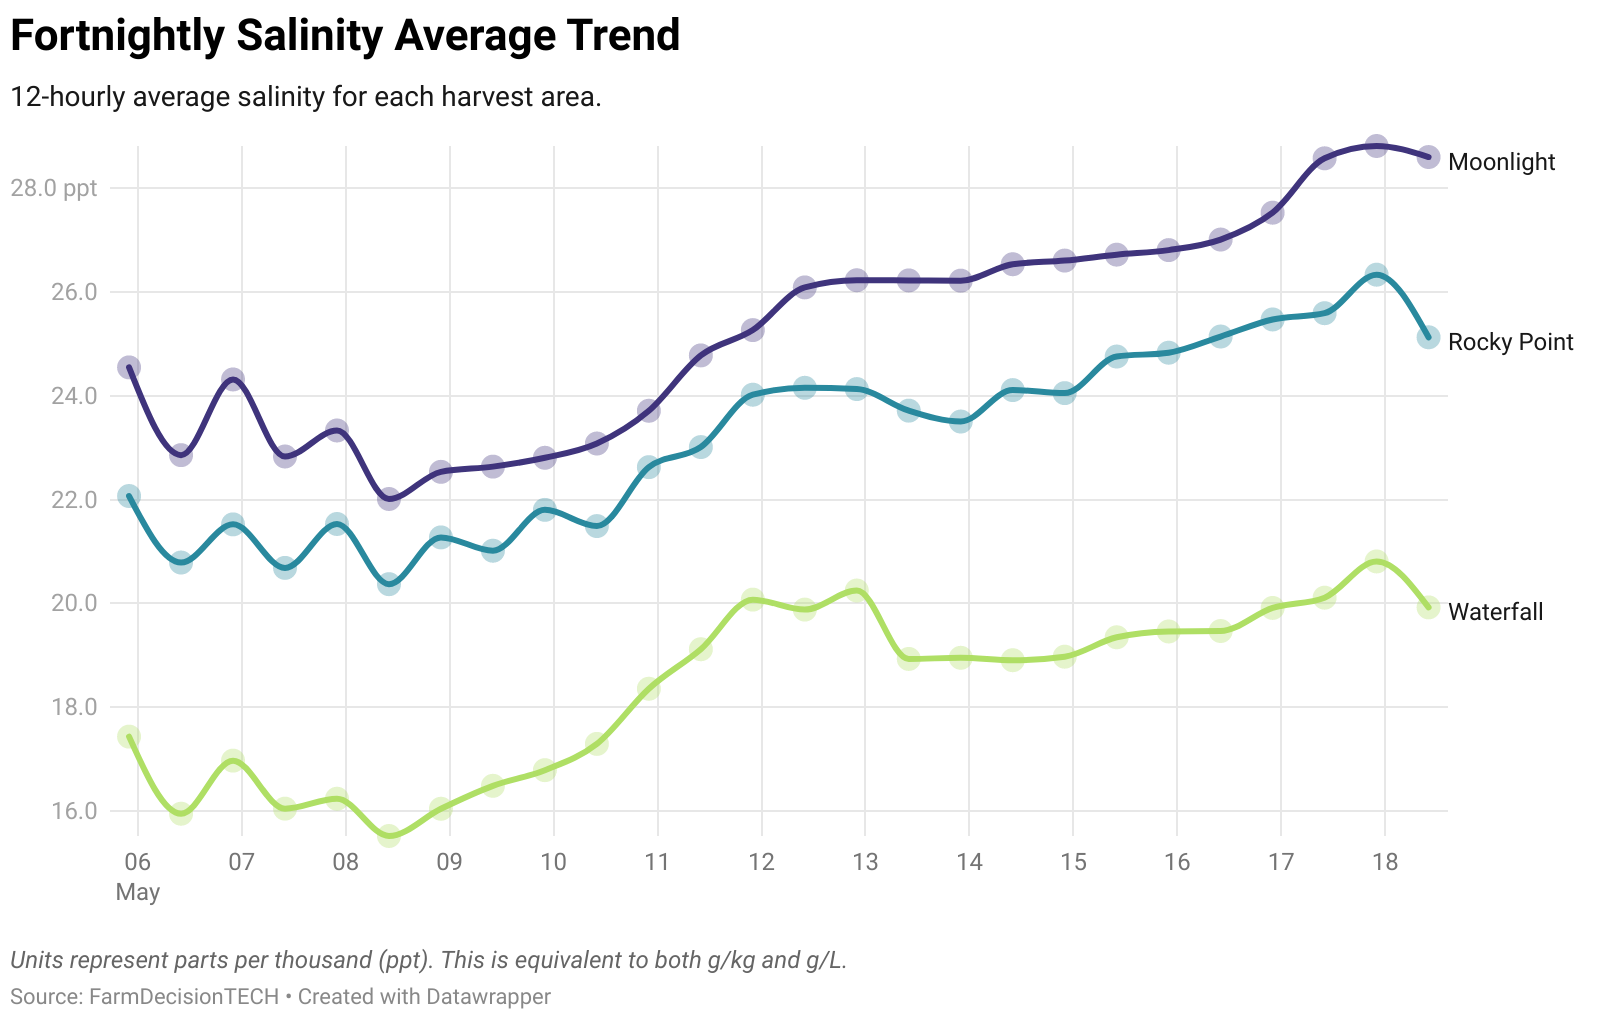 Fortnightly Salinity Average Trend
12-hourly average salinity for each harvest area.
28.0 ppt
26.0
24.0
22.0
20.0
18.0
16.0
Moonlight
Rocky Point
Waterfall
06 07 08 09 10 11 12 13 14 15 16 17 18
May
Units represent parts per thousand (ppt). This is equivalent to both g/kg and g/L.
Source: FarmDecisionTECH • Created with Datawrapper